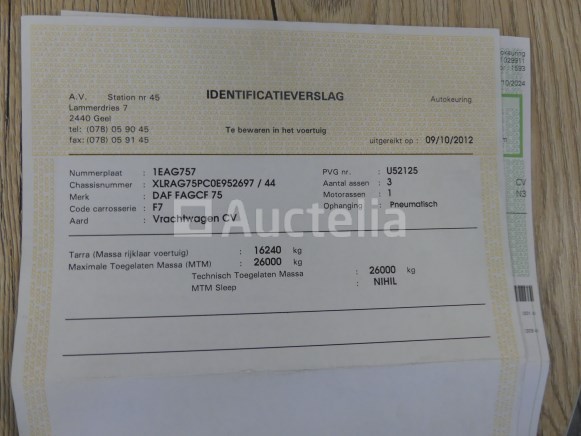 IDENTIFICATIEVERSLAG
A.V. Station nr 45
Lammerdries 7
2440 Geel
tel: (078) 05 90 45
fax: (078) 05 91 45
Autokeuring
Te bewaren in het voertuig
uitgereikt op : 09/10/2012
Nummerplaat : 1EAG757
Chassisnummer : XLRAG75PC0E952697 / 44
Merk : DAF FAGCF 75
Code carrosserie : F7
Aard : Vrachtwagen CV
PVG nr. : U52125
Aantal assen : 3
Motorassen : 1
Ophanging : Pneumatisch
Auctelia
Tarra (Massa rijklaar voertuig) : 16240 kg
Maximale Toegelaten Massa (MTM) : 26000 kg
Technisch Toegelaten Massa : 26000 kg
MTM Sleep : NIHIL
CV
N3